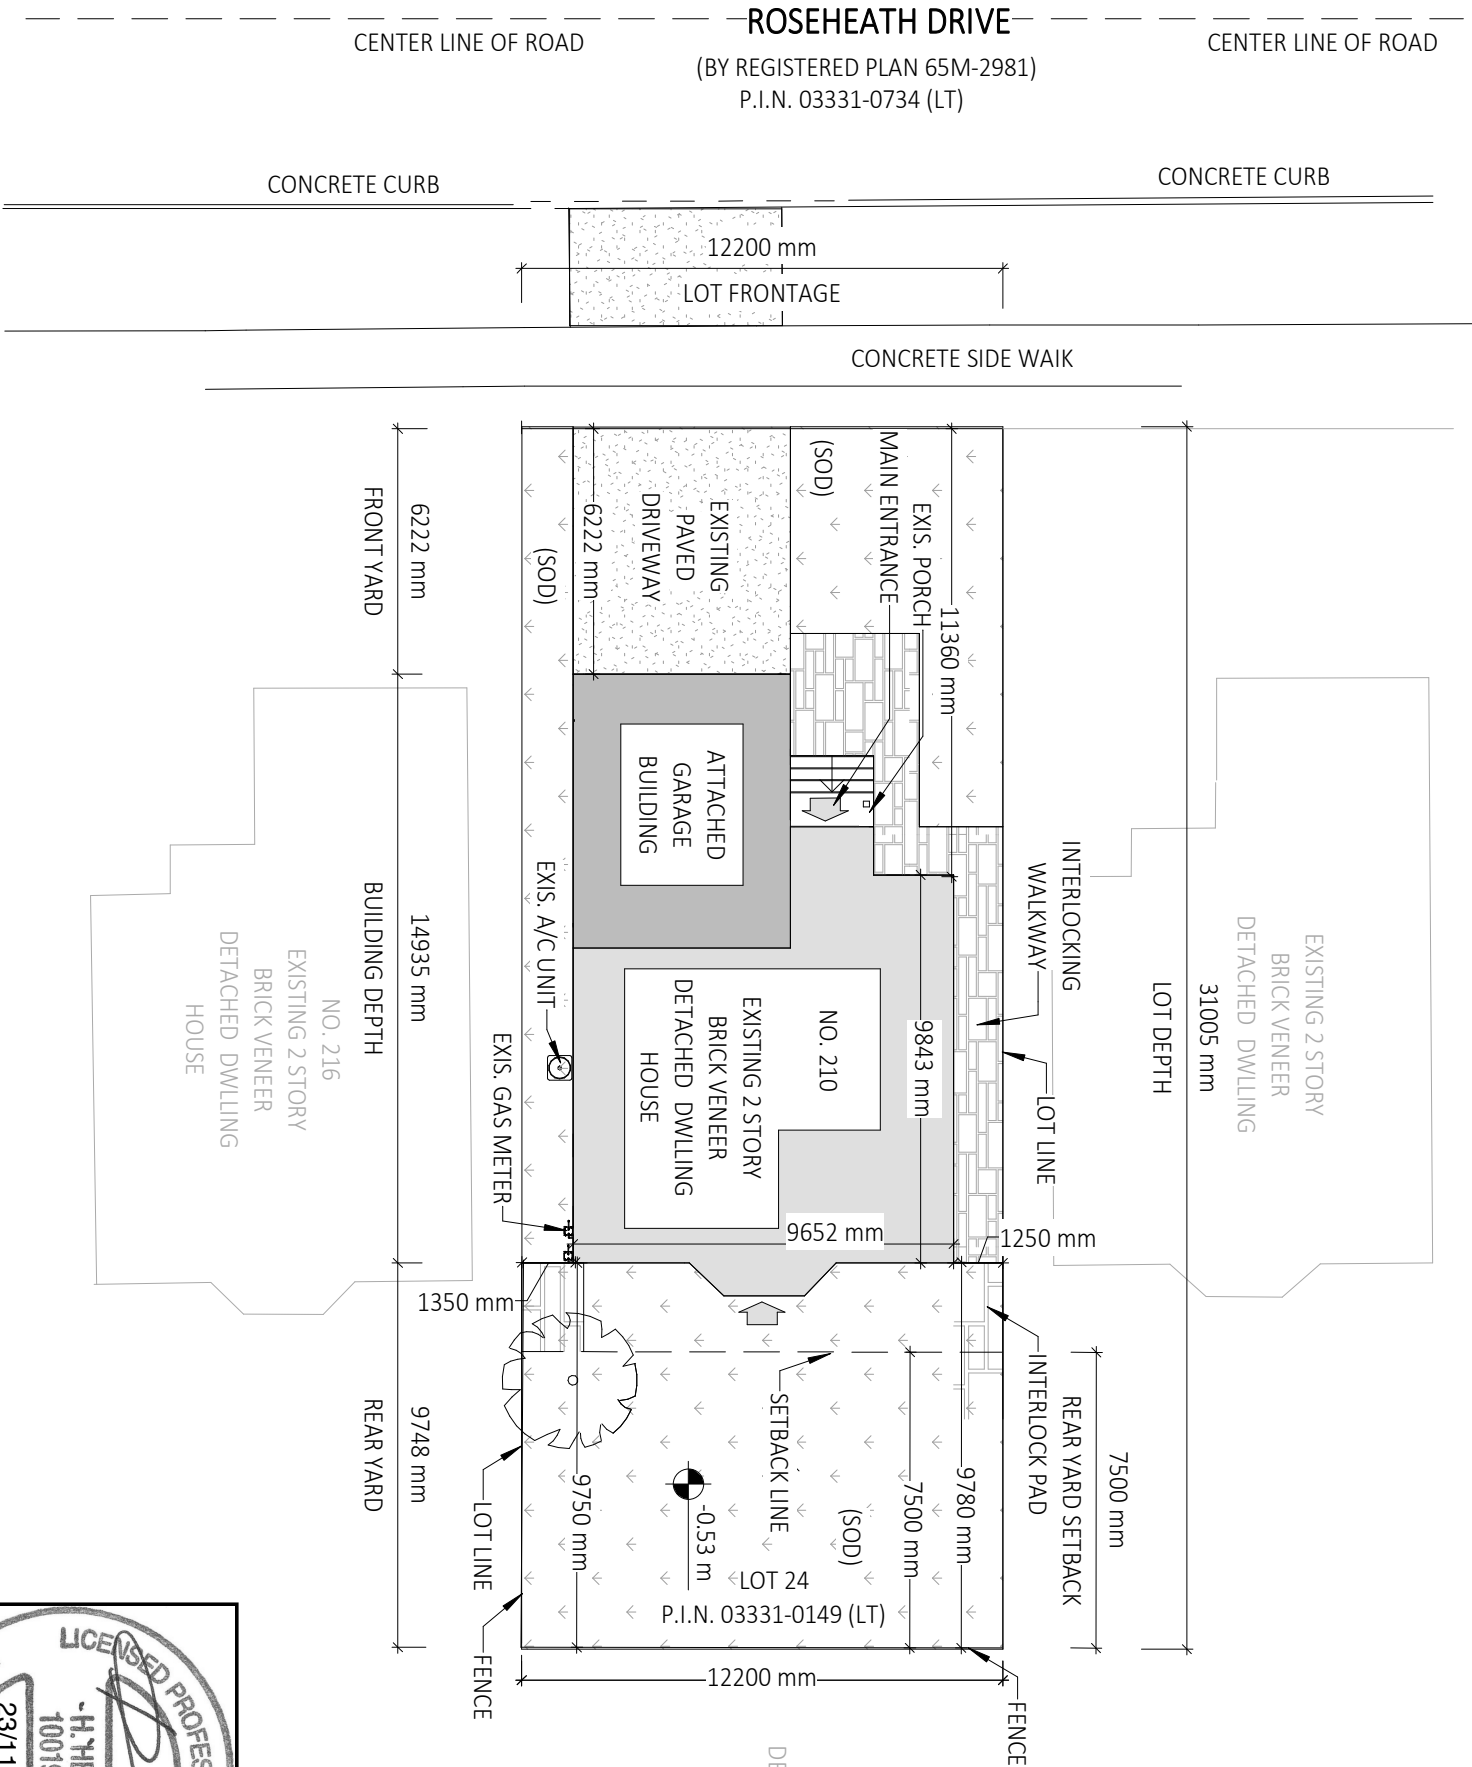 ROSEHEATH DRIVE
CENTER LINE OF ROAD
CENTER LINE OF ROAD
(BY REGISTERED PLAN 65M-2981)
P.I.N. 03331-0734 (LT)
CONCRETE CURB
CONCRETE CURB
12200 mm
LOT FRONTAGE
CONCRETE SIDE WAIK
6222 mm
FRONT YARD
(SOD)
6222 mm
EXISTING
PAVED
DRIVEWAY
(SOD)
MAIN ENTRANCE
EXIS. PORCH
11360 mm
ATTACHED
GARAGE
BUILDING
INTERLOCKING
WALKWAY
LOT LINE
31005 mm
LOT DEPTH
EXISTING 2 STORY
BRICK VENEER
DETACHED DWLLING
14935 mm
BUILDING DEPTH
NO. 216
EXISTING 2 STORY
BRICK VENEER
DETACHED DWLLING
HOUSE
EXIS. A/C UNIT
EXIS. GAS METER
NO. 210
EXISTING 2 STORY
BRICK VENEER
DETACHED DWLLING
HOUSE
9843 mm
9652 mm
1250 mm
1350 mm
9748 mm
REAR YARD
LOT LINE
FENCE
9750 mm
-0.53 m
SETBACK LINE
(SOD)
7500 mm
9780 mm
INTERLOCK PAD
7500 mm
REAR YARD SETBACK
LOT 24
P.I.N. 03331-0149 (LT)
12200 mm
FENCE
LICENSED